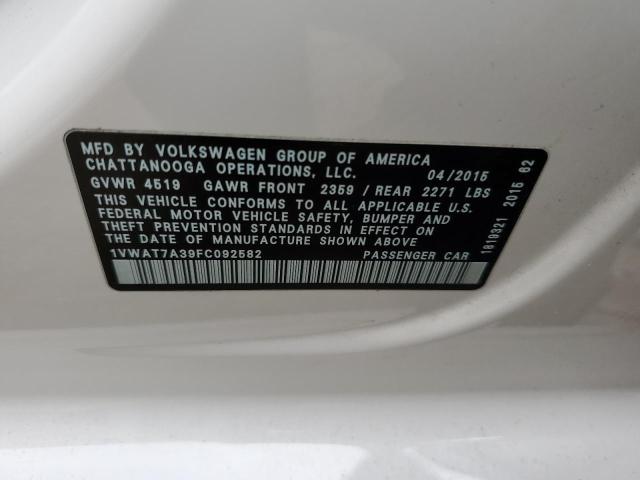 MFD BY VOLKSWAGEN GROUP OF AMERICA
CHATTANOOGA OPERATIONS, LLC. 04/2015
GVWR 4519 GAWR FRONT 2359 / REAR 2271 LBS
THIS VEHICLE CONFORMS TO ALL APPLICABLE U.S.
FEDERAL MOTOR VEHICLE SAFETY, BUMPER AND
THEFT PREVENTION STANDARDS IN EFFECT ON
THE DATE OF MANUFACTURE SHOWN ABOVE
1VWAT7A39FC092582 PASSENGER CAR
1819321 2015 62